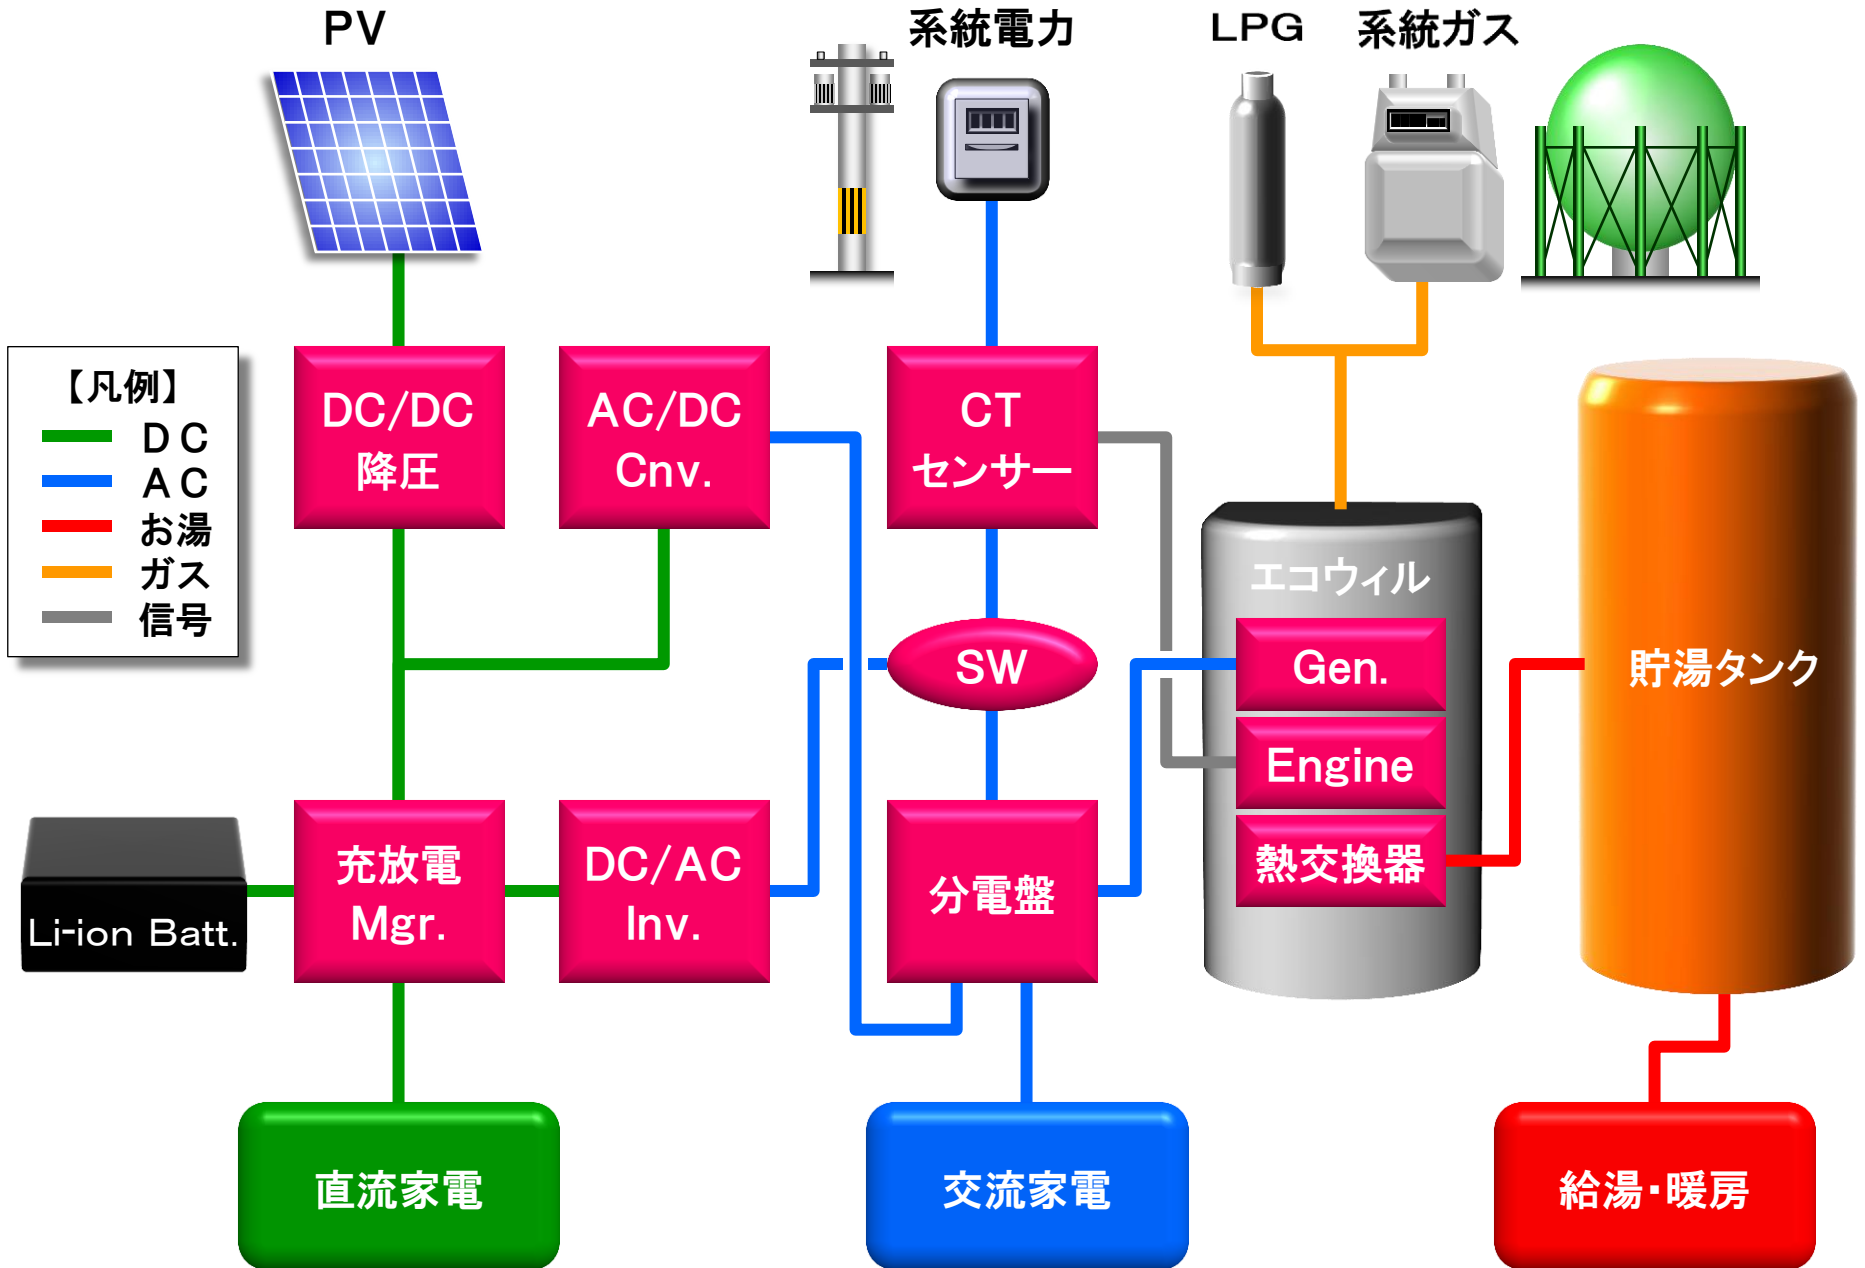 PV
系統電力
LPG
系統ガス
【凡例】
DC
AC
お湯
ガス
信号
DC/DC
降圧
AC/DC
Cnv.
CT
センサー
エコウィル
SW
Gen.
Engine
熱交換器
貯湯タンク
Li-ion Batt.
充放電
Mgr.
DC/AC
Inv.
分電盤
直流家電
交流家電
給湯・暖房